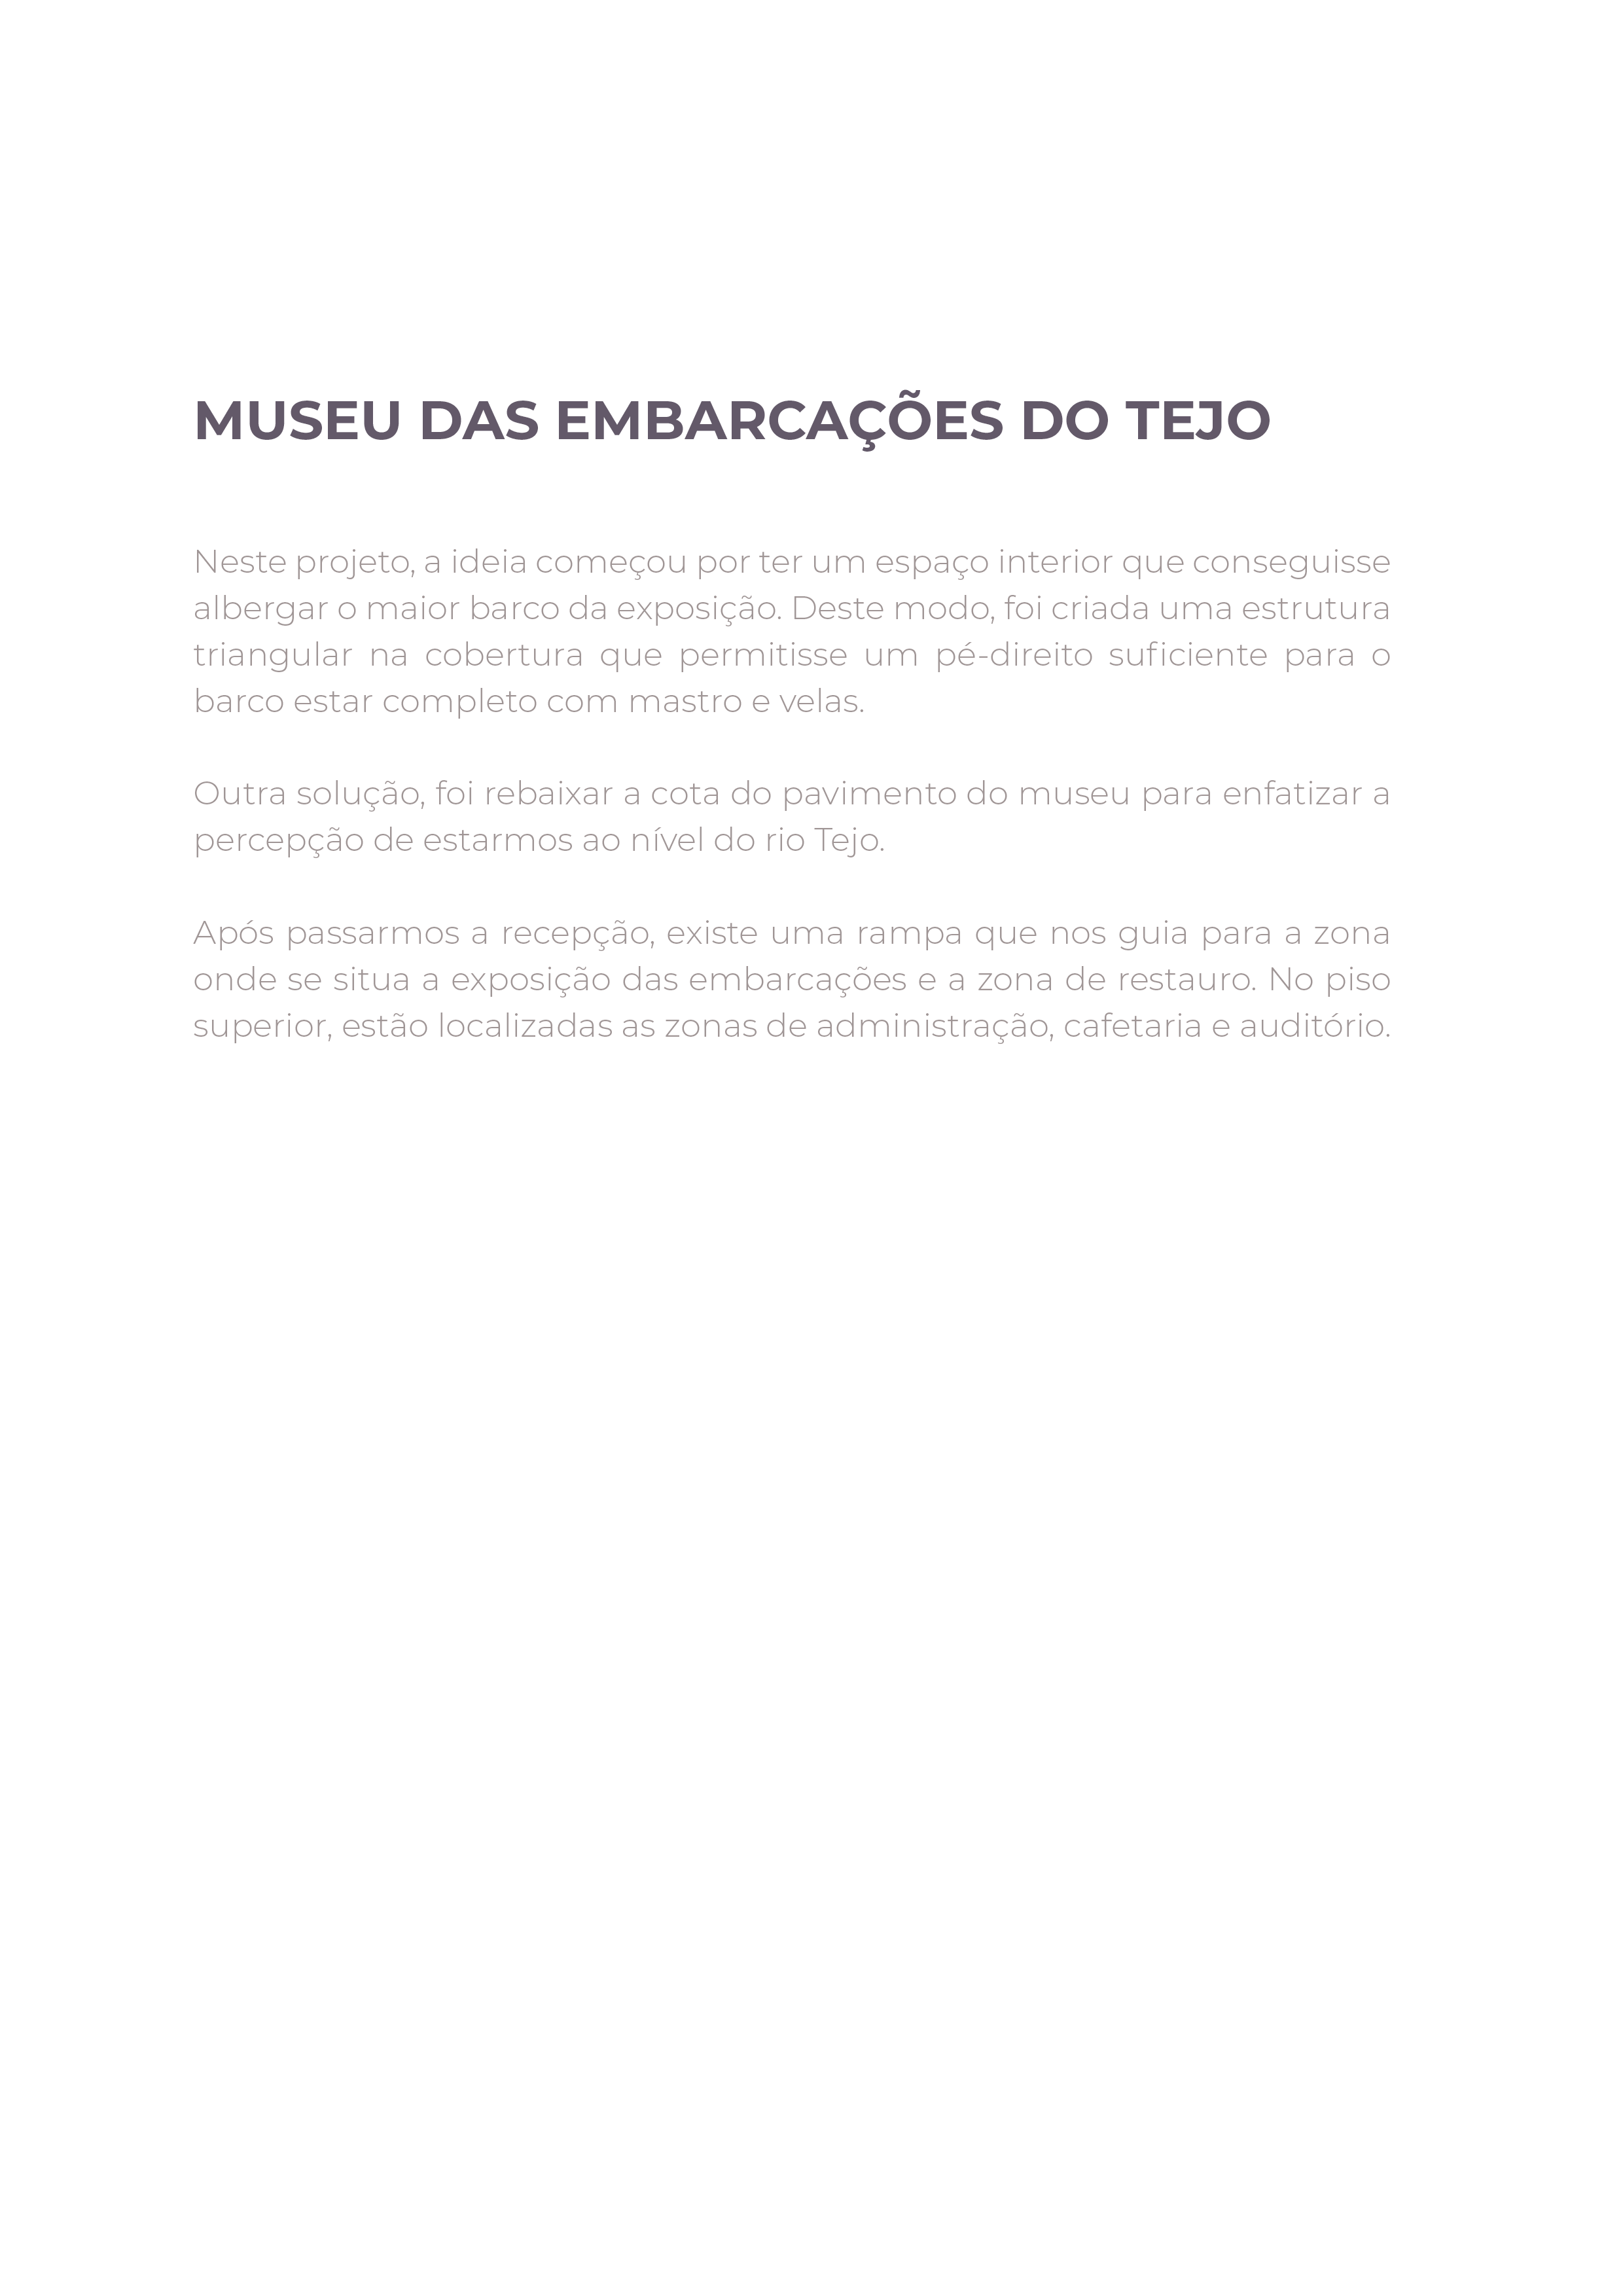 MUSEU DAS EMBARCAÇÕES DO TEJO
Neste projeto, a ideia começou por ter um espaço interior que conseguisse
albergar o maior barco da exposição. Deste modo, foi criada uma estrutura
triangular na cobertura que permitisse um pé-direito suficiente para o
barco estar completo com mastro e velas.
Outra solução, foi rebaixar a cota do pavimento do museu para enfatizar a
percepção de estarmos ao nível do rio Tejo.
Após passarmos a recepção, existe uma rampa que nos guia para a zona
onde se situa a exposição das embarcações e a zona de restauro. No piso
superior, estão localizadas as zonas de administração, cafetaria e auditório.